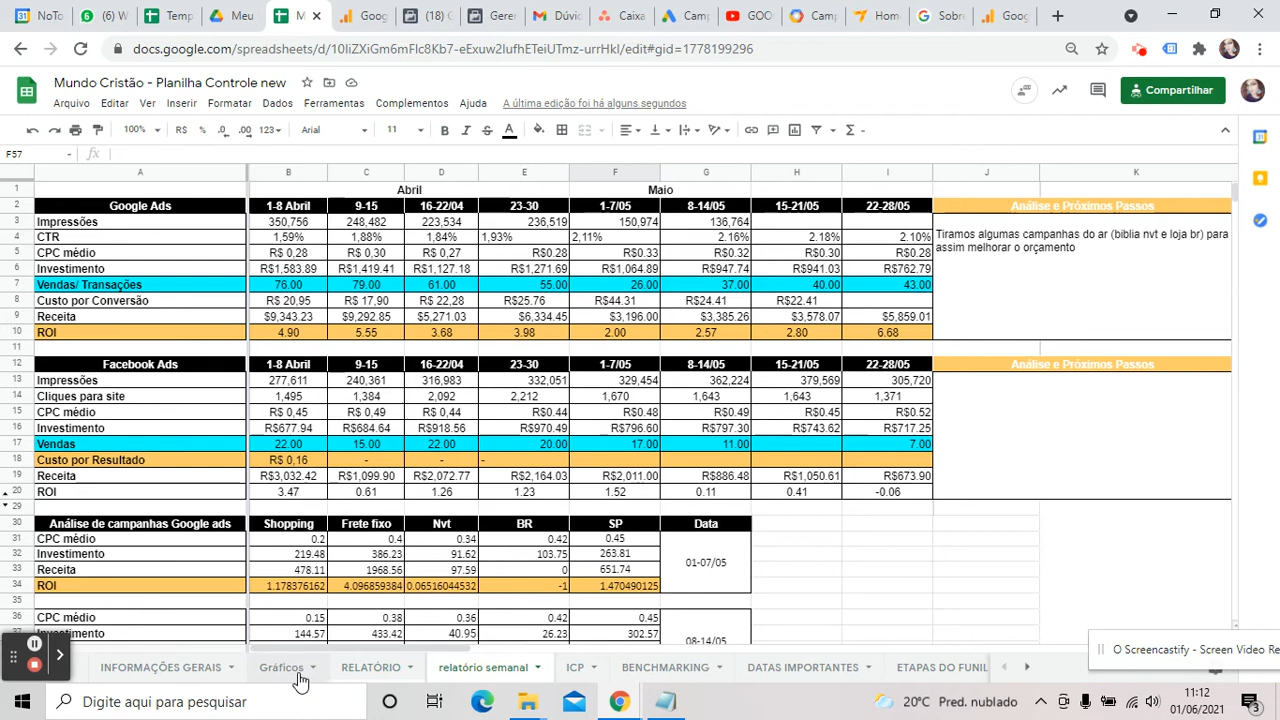 NoTo (6) W Temp Meu M Goo (18) C Gerer Dúvi Caixa Camp GOO Camp Home Sobre Goo
docs.google.com/spreadsheets/d/10IiZXiGm6mFlc8Kb7-eExuw2lufhETeiUTmz-urrHkI/edit#gid=1778199296
Mundo Cristão - Planilha Controle new
Arquivo Editar Ver Inserir Formatar Dados Ferramentas Complementos Ajuda A última edição foi há alguns segundos
Compartilhar
100% R$ % .0 .00 123 Arial 11 B I S A
F57 fx
A B C D E F G H I J K
1 Abril Maio
2 Google Ads 1-8 Abril 9-15 16-22/04 23-30 1-7/05 8-14/05 15-21/05 22-28/05 Análise e Próximos Passos
3 Impressões 350,756 248,482 223,534 236,519 150,974 136,764
4 CTR 1,59% 1,88% 1,84% 1,93% 2,11% 2.16% 2.18% 2.10% Tiramos algumas campanhas do ar (biblia nvt e loja br) para
assim melhorar o orçamento
5 CPC médio R$ 0,28 R$ 0,30 R$ 0,27 R$0.28 R$0.33 R$0.32 R$0.30 R$0.28
6 Investimento R$1,583.89 R$1,419.41 R$1,127.18 R$1,271.69 R$1,064.89 R$947.74 R$941.03 R$762.79
7 Vendas/ Transações 76.00 79.00 61.00 55.00 26.00 37.00 40.00 43.00
8 Custo por Conversão R$ 20,95 R$ 17,90 R$ 22,28 R$25.76 R$44.31 R$24.41 R$22.41
9 Receita $9,343.23 $9,292.85 $5,271.03 $6,334.45 $3,196.00 $3,385.26 $3,578.07 $5,859.01
10 ROI 4.90 5.55 3.68 3.98 2.00 2.57 2.80 6.68
11
12 Facebook Ads 1-8 Abril 9-15 16-22/04 23-30 1-7/05 8-14/05 15-21/05 22-28/05 Análise e Próximos Passos
13 Impressões 277,611 240,361 316,983 332,051 329,454 362,224 379,569 305,720
14 Cliques para site 1,495 1,384 2,092 2,212 1,670 1,643 1,643 1,371
15 CPC médio R$ 0,45 R$ 0,49 R$ 0,44 R$0.44 R$0.48 R$0.49 R$0.45 R$0.52
16 Investimento R$677.94 R$684.64 R$918.56 R$970.49 R$796.60 R$797.30 R$743.62 R$717.25
17 Vendas 22.00 15.00 22.00 20.00 17.00 11.00 7.00
18 Custo por Resultado R$ 0,16 - - -
19 Receita R$3,032.42 R$1,099.90 R$2,072.77 R$2,164.03 R$2,011.00 R$886.48 R$1,050.61 R$673.90
20 ROI 3.47 0.61 1.26 1.23 1.52 0.11 0.41 -0.06
29
30 Análise de campanhas Google ads Shopping Frete fixo Nvt BR SP Data
31 CPC médio 0.2 0.4 0.34 0.42 0.45
32 Investimento 219.48 386.23 91.62 103.75 263.81
01-07/05
33 Receita 478.11 1968.56 97.59 0 651.74
34 ROI 1.178376162 4.096859384 0.06516044532 -1 1.470490125
35
36 CPC médio 0.15 0.38 0.36 0.42 0.45
37 Investimento 144.57 433.42 40.95 26.23 302.57
08-14/05
O Screencastify - Screen Video Re
INFORMAÇÕES GERAIS Gráficos RELATÓRIO relatório semanal ICP BENCHMARKING DATAS IMPORTANTES ETAPAS DO FUNIL
Digite aqui para pesquisar
20°C Pred. nublado
11:12
01/06/2021
3